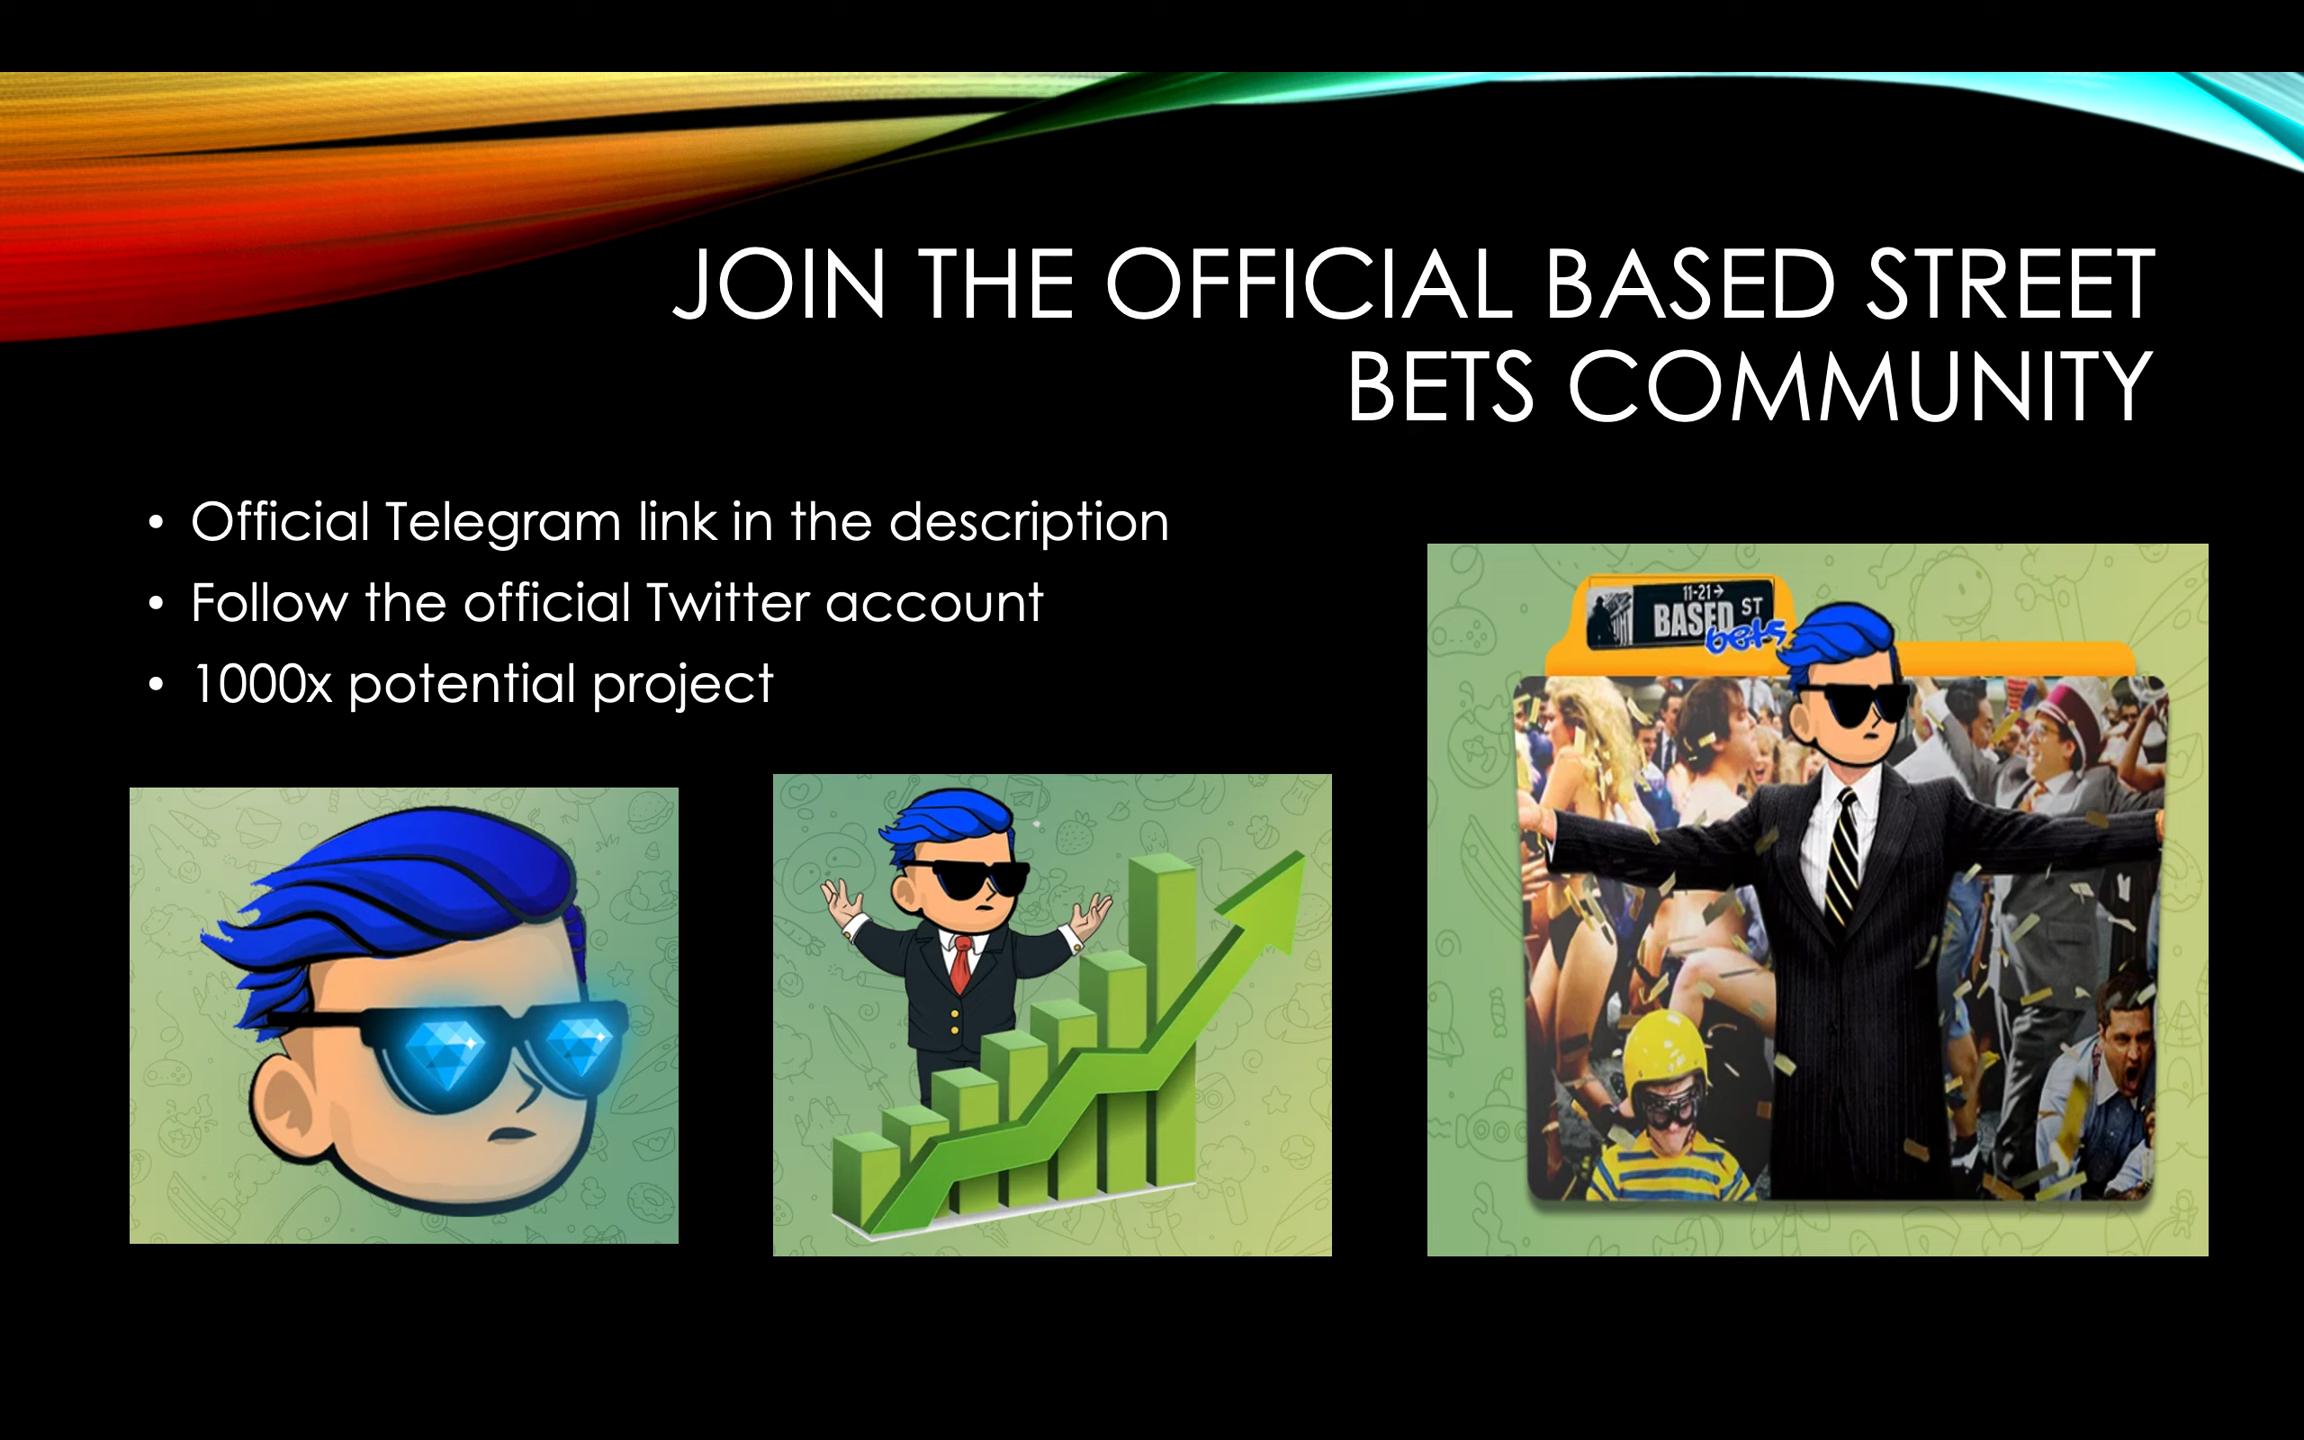 JOIN THE OFFICIAL BASED STREET
BETS COMMUNITY
• Official Telegram link in the description
• Follow the official Twitter account
• 1000x potential project
11-21→
BASED ST
bets